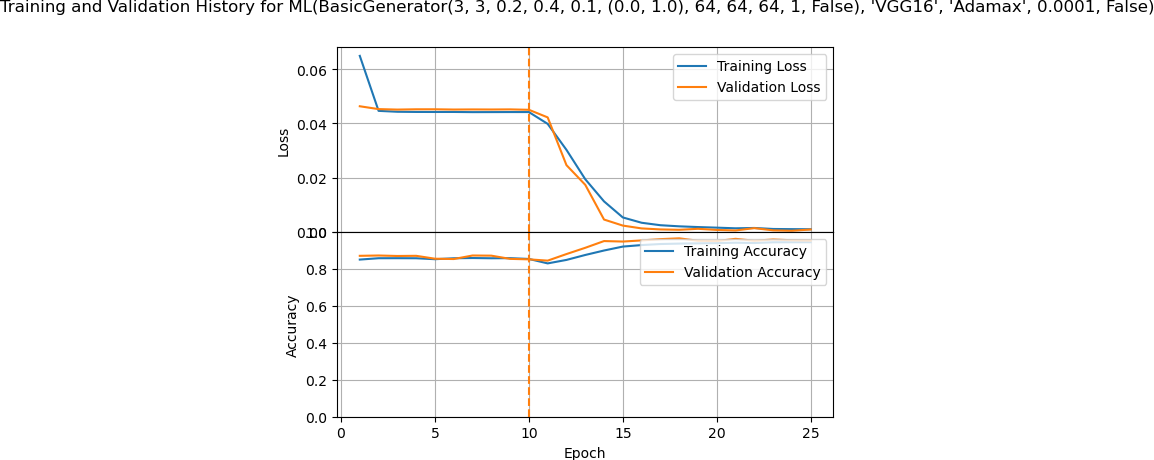 Training and Validation History for ML(BasicGenerator(3, 3, 0.2, 0.4, 0.1, (0.0, 1.0), 64, 64, 64, 1, False), 'VGG16', 'Adamax', 0.0001, False)
Training Loss
Validation Loss
0.06
0.04
0.02
0.00
Loss
1.0
0.8
0.6
0.4
0.2
0.0
Accuracy
Training Accuracy
Validation Accuracy
0
5
10
15
20
25
Epoch